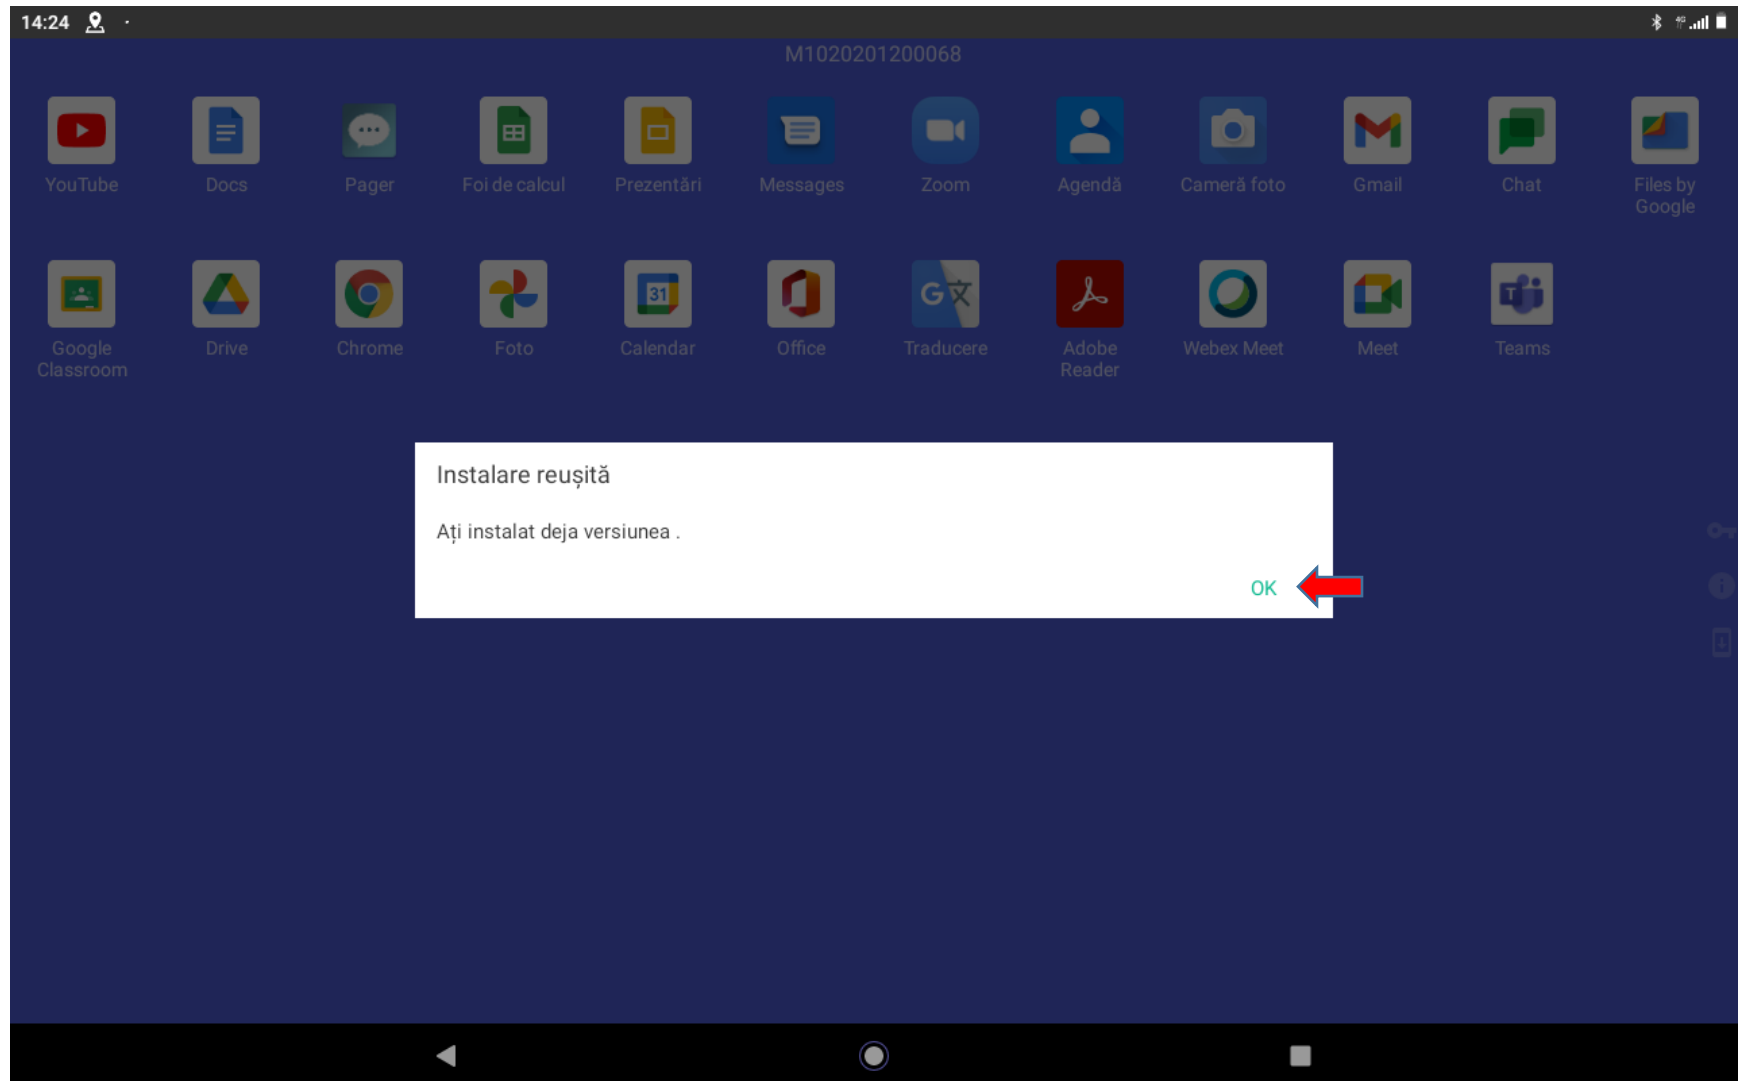 14:24
4G
M1020201200068
YouTube Docs Pager Foi de calcul Prezentări Messages Zoom Agendă Cameră foto Gmail Chat Files by
Google
31
G
T
Google Drive Chrome Foto Calendar Office Traducere Adobe Webex Meet Meet Teams
Classroom Reader
Instalare reușită
Ați instalat deja versiunea .
OK